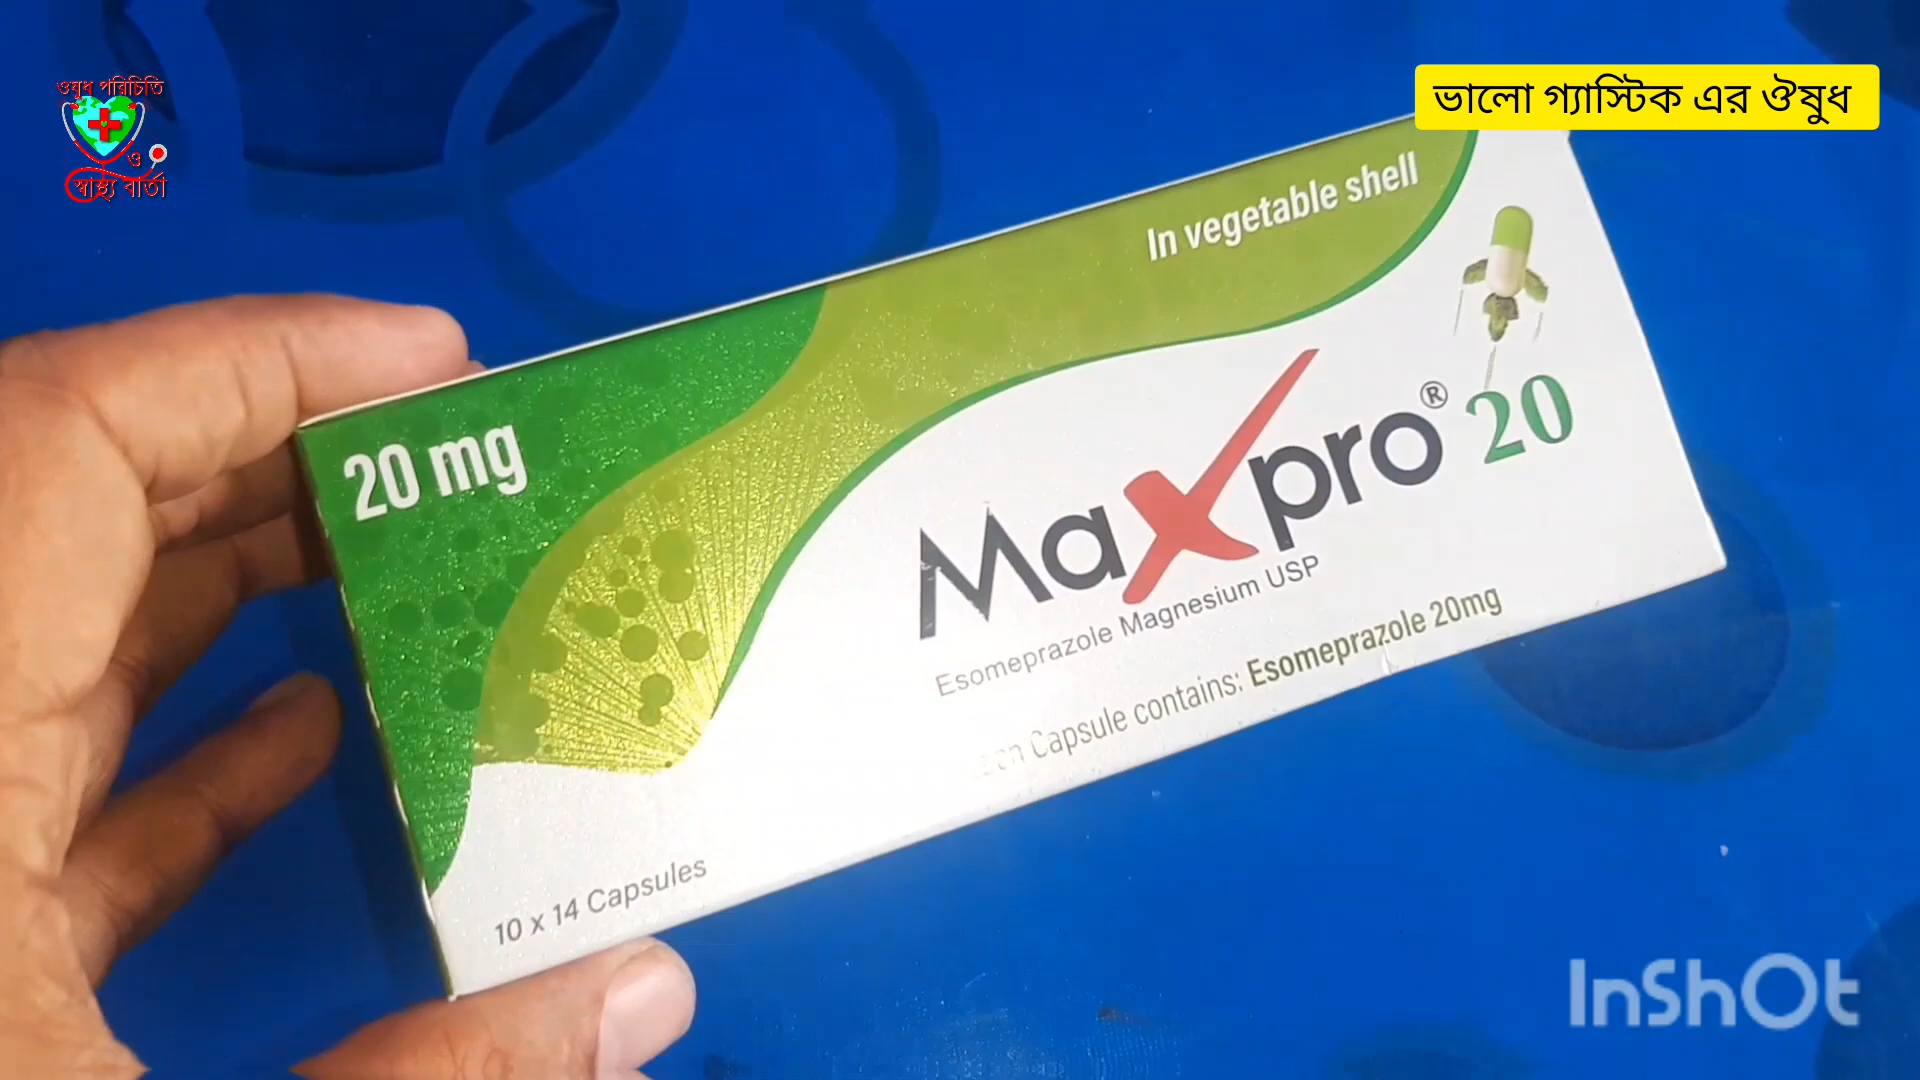 ওষুধ পরিচিতি
ও
স্বাস্থ্য বার্তা
ভালো গ্যাস্টিক এর ঔষুধ
In vegetable shell
20 mg
Maxpro® 20
Esomeprazole Magnesium USP
Capsule contains: Esomeprazole 20mg
10 x 14 Capsules
InShOt